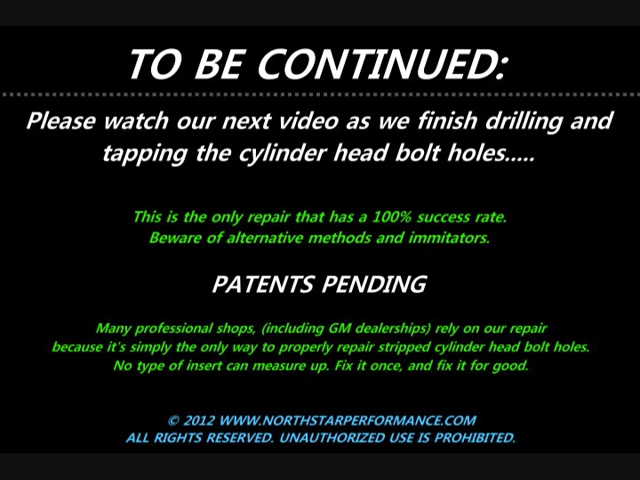 TO BE CONTINUED:
Please watch our next video as we finish drilling and
tapping the cylinder head bolt holes.....
This is the only repair that has a 100% success rate.
Beware of alternative methods and immitators.
PATENTS PENDING
Many professional shops, (including GM dealerships) rely on our repair
because it's simply the only way to properly repair stripped cylinder head bolt holes.
No type of insert can measure up. Fix it once, and fix it for good.
© 2012 WWW.NORTHSTARPERFORMANCE.COM
ALL RIGHTS RESERVED. UNAUTHORIZED USE IS PROHIBITED.